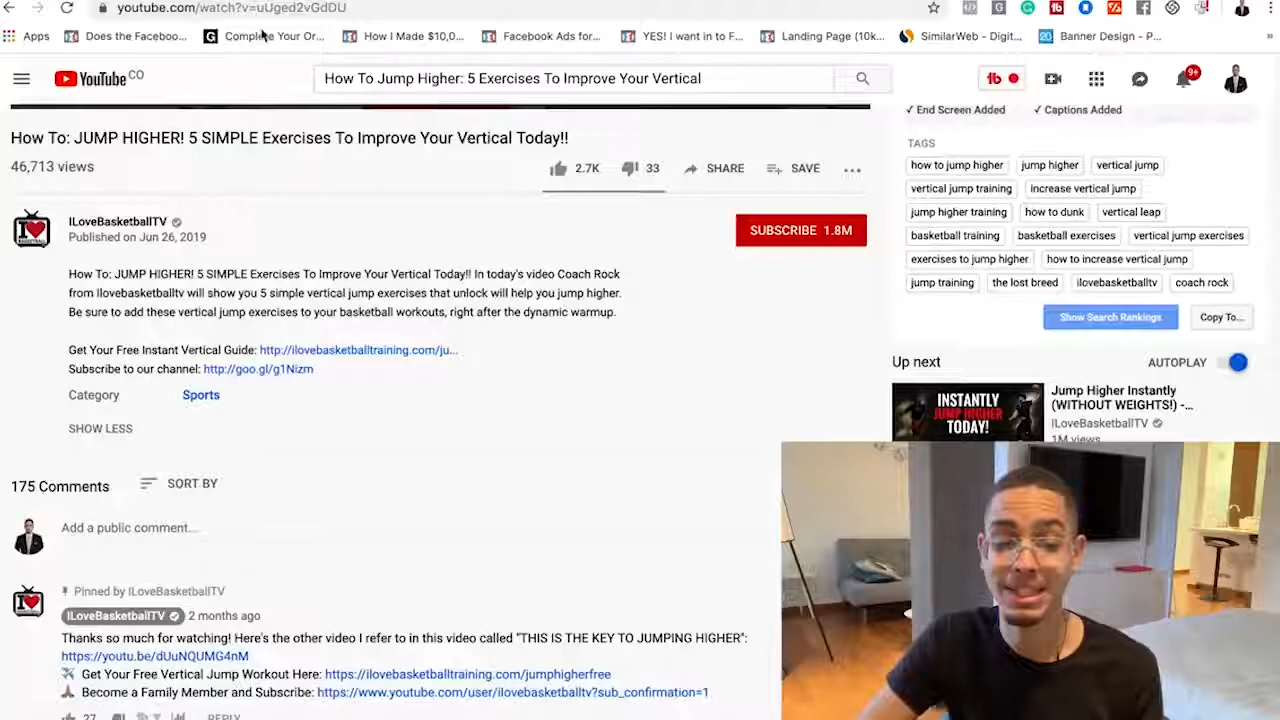 youtube.com/watch?v=uUged2vGdDU
Apps
Does the Faceboo...
Complete Your Or...
How I Made $10,0...
Facebook Ads for...
YES! I want in to F...
Landing Page (10k...
SimilarWeb - Digit...
Banner Design - P...
YouTube CO
How To Jump Higher: 5 Exercises To Improve Your Vertical
9+
How To: JUMP HIGHER! 5 SIMPLE Exercises To Improve Your Vertical Today!!
46,713 views
2.7K
33
SHARE
SAVE
ILoveBasketballTV
Published on Jun 26, 2019
SUBSCRIBE 1.8M
How To: JUMP HIGHER! 5 SIMPLE Exercises To Improve Your Vertical Today!! In today's video Coach Rock
from Ilovebasketballtv will show you 5 simple vertical jump exercises that unlock will help you jump higher.
Be sure to add these vertical jump exercises to your basketball workouts, right after the dynamic warmup.
Get Your Free Instant Vertical Guide: http://ilovebasketballtraining.com/ju...
Subscribe to our channel: http://goo.gl/g1Nizm
Category Sports
SHOW LESS
175 Comments
SORT BY
Add a public comment...
Pinned by ILoveBasketballTV
ILoveBasketballTV 2 months ago
Thanks so much for watching! Here's the other video I refer to in this video called "THIS IS THE KEY TO JUMPING HIGHER":
https://youtu.be/dUuNQUMG4nM
Get Your Free Vertical Jump Workout Here: https://ilovebasketballtraining.com/jumphigherfree
Become a Family Member and Subscribe: https://www.youtube.com/user/ilovebasketballtv?sub_confirmation=1
27
REPLY
✓ End Screen Added ✓ Captions Added
TAGS
how to jump higher jump higher vertical jump
vertical jump training increase vertical jump
jump higher training how to dunk vertical leap
basketball training basketball exercises vertical jump exercises
exercises to jump higher how to increase vertical jump
jump training the lost breed ilovebasketballtv coach rock
Show Search Rankings Copy To...
Up next
AUTOPLAY
INSTANTLY
JUMP HIGHER
TODAY!
Jump Higher Instantly
(WITHOUT WEIGHTS!) -...
ILoveBasketballTV
1M views